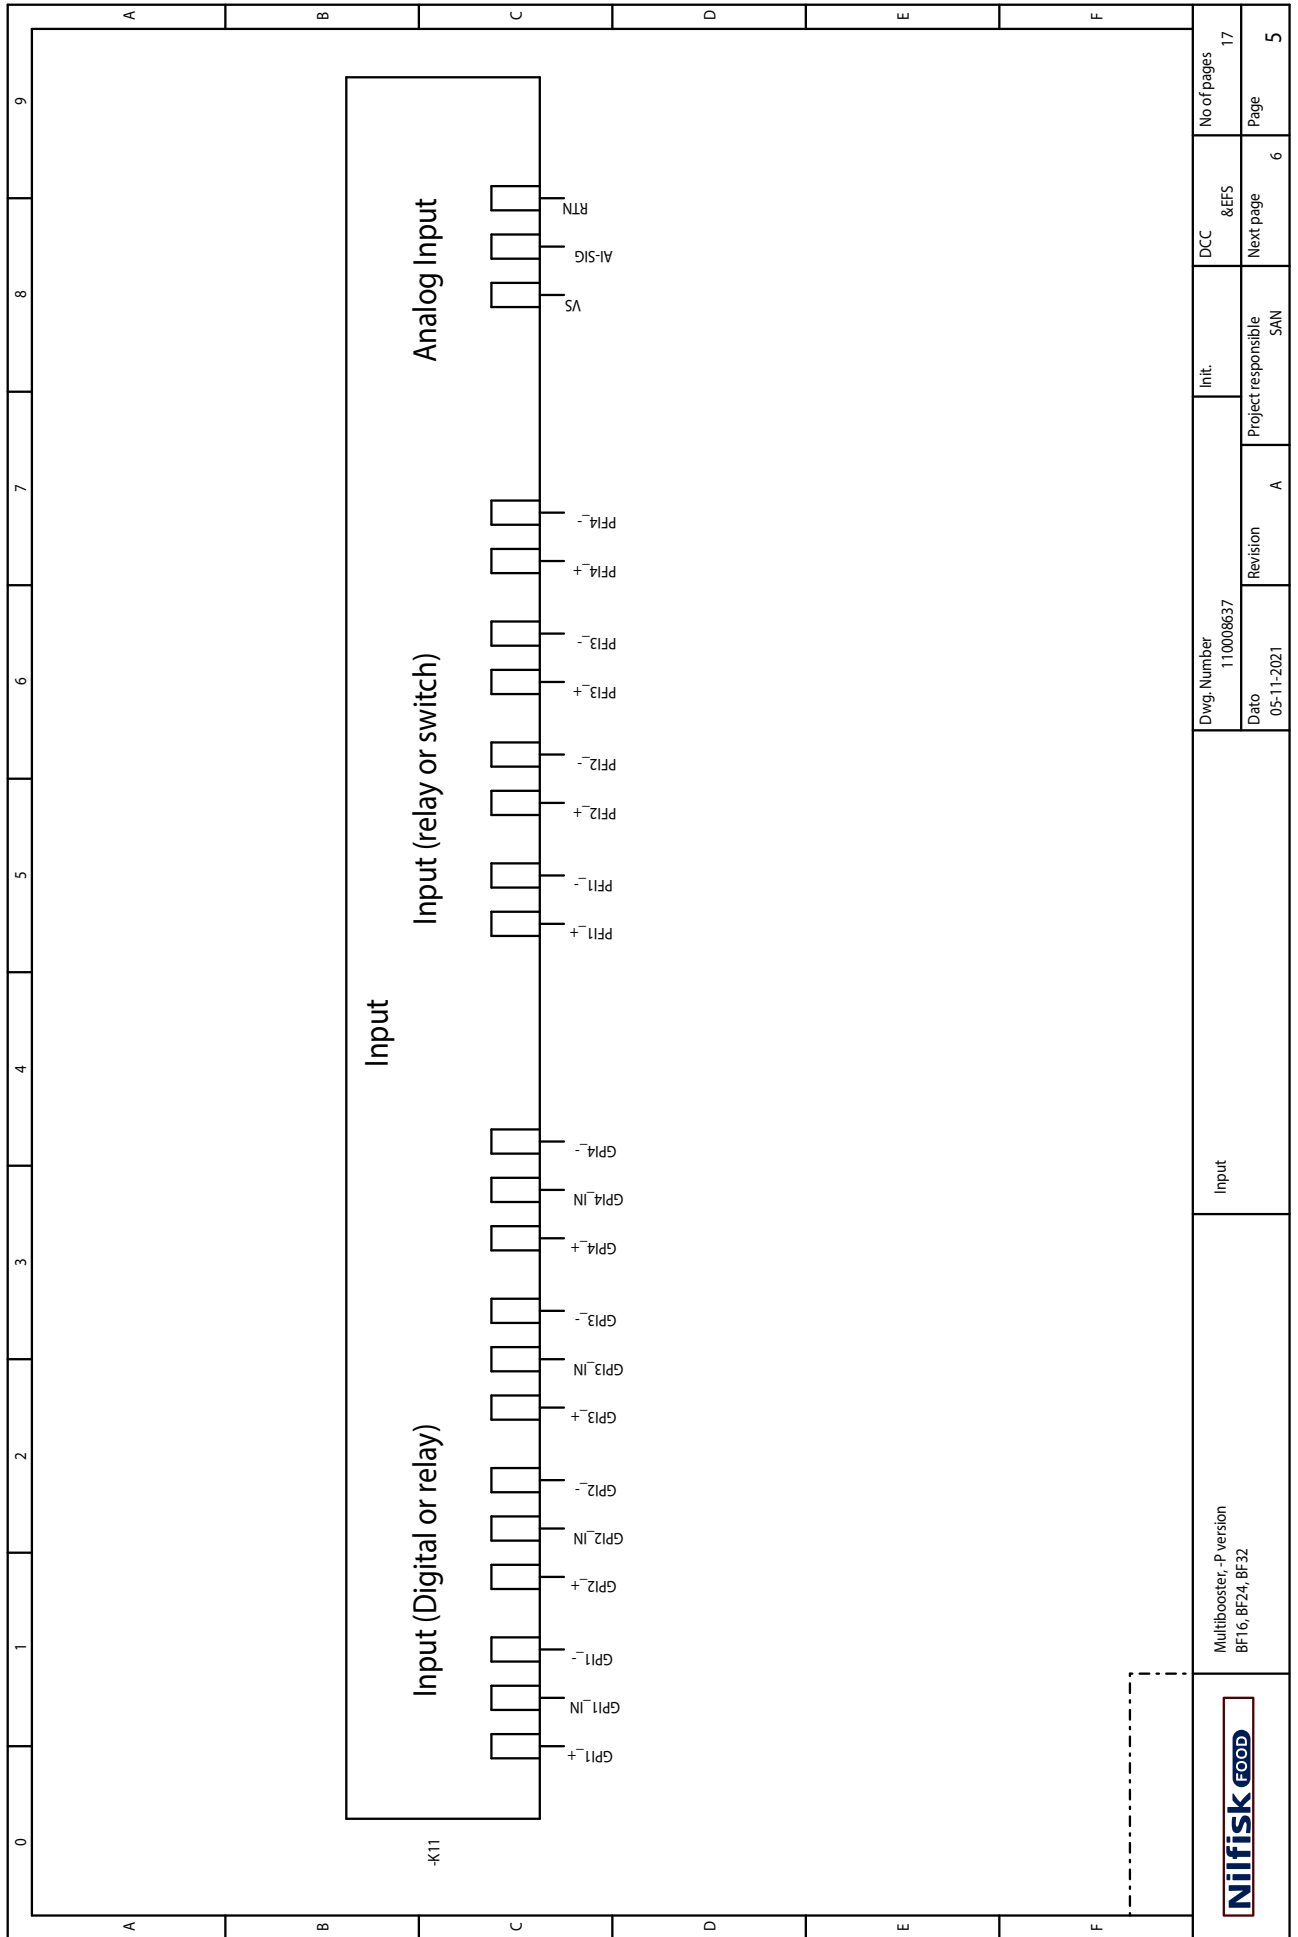 0
1
2
3
4
5
6
7
8
9
A
A
B
B
C
C
D
D
E
E
F
F
-K11
Input
Input (Digital or relay)
Input (relay or switch)
Analog Input
GPI1_+
GPI1_IN
GPI1_-
GPI2_+
GPI2_IN
GPI2_-
GPI3_+
GPI3_IN
GPI3_-
GPI4_+
GPI4_IN
GPI4_-
PFI1_+
PFI1_-
PFI2_+
PFI2_-
PFI3_+
PFI3_-
PFI4_+
PFI4_-
VS
AI-SIG
RTN
Nilfisk FOOD
Multibooster, -P version
BF16, BF24, BF32
Input
Dwg. Number
110008637
Init.
DCC
&EFS
No of pages
17
Dato
05-11-2021
Revision
A
Project responsible
SAN
Next page
6
Page
5